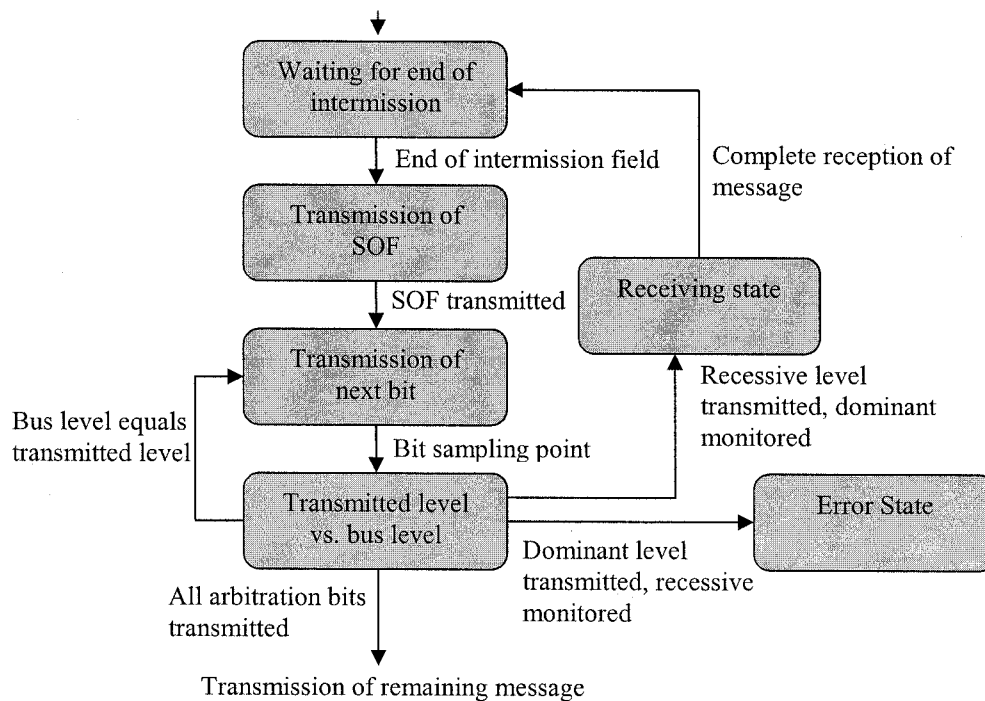 Waiting for end of
intermission
End of intermission field
Complete reception of
message
Transmission of
SOF
SOF transmitted
Receiving state
Transmission of
next bit
Recessive level
transmitted, dominant
monitored
Bus level equals
transmitted level
Bit sampling point
Transmitted level
vs. bus level
Error State
Dominant level
transmitted, recessive
monitored
All arbitration bits
transmitted
Transmission of remaining message